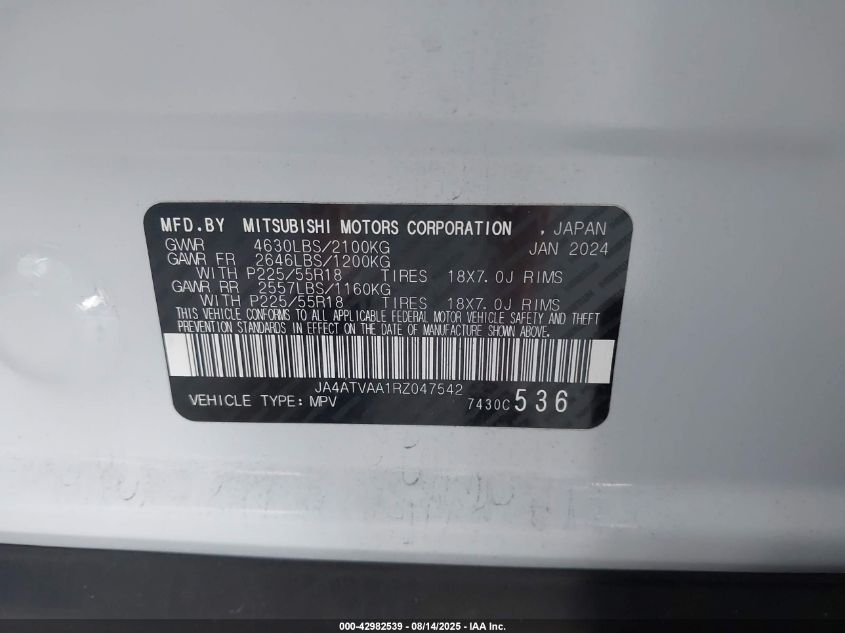 MFD.BY MITSUBISHI MOTORS CORPORATION , JAPAN
GVWR 4630LBS/2100KG JAN 2024
GAWR FR 2646LBS/1200KG
WITH P225/55R18 TIRES 18X7.0J RIMS
GAWR RR 2557LBS/1160KG
WITH P225/55R18 TIRES 18X7.0J RIMS
THIS VEHICLE CONFORMS TO ALL APPLICABLE FEDERAL MOTOR VEHICLE SAFETY AND THEFT
PREVENTION STANDARDS IN EFFECT ON THE DATE OF MANUFACTURE SHOWN ABOVE.
JA4ATVAA1RZ047542
VEHICLE TYPE: MPV 7430C 536
000-42982539 - 08/14/2025 - IAA Inc.